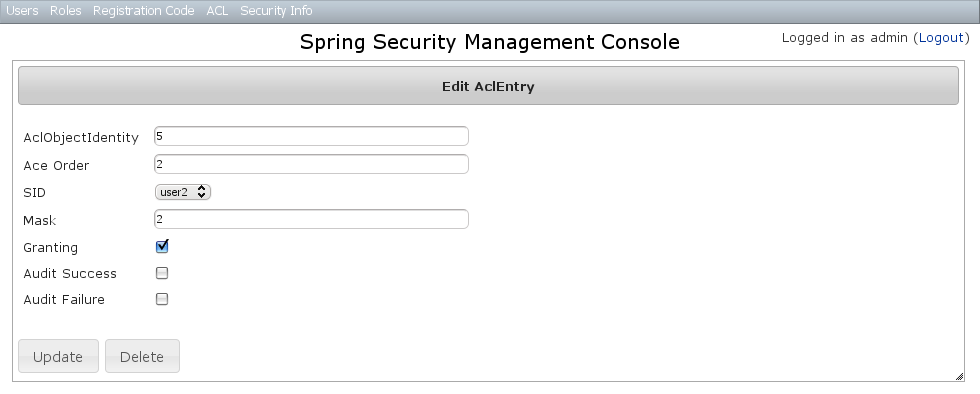 Users Roles Registration Code ACL Security Info
Spring Security Management Console
Logged in as admin (Logout)
Edit AclEntry
AclObjectIdentity 5
Ace Order 2
SID user2
Mask 2
Granting
Audit Success
Audit Failure
Update Delete